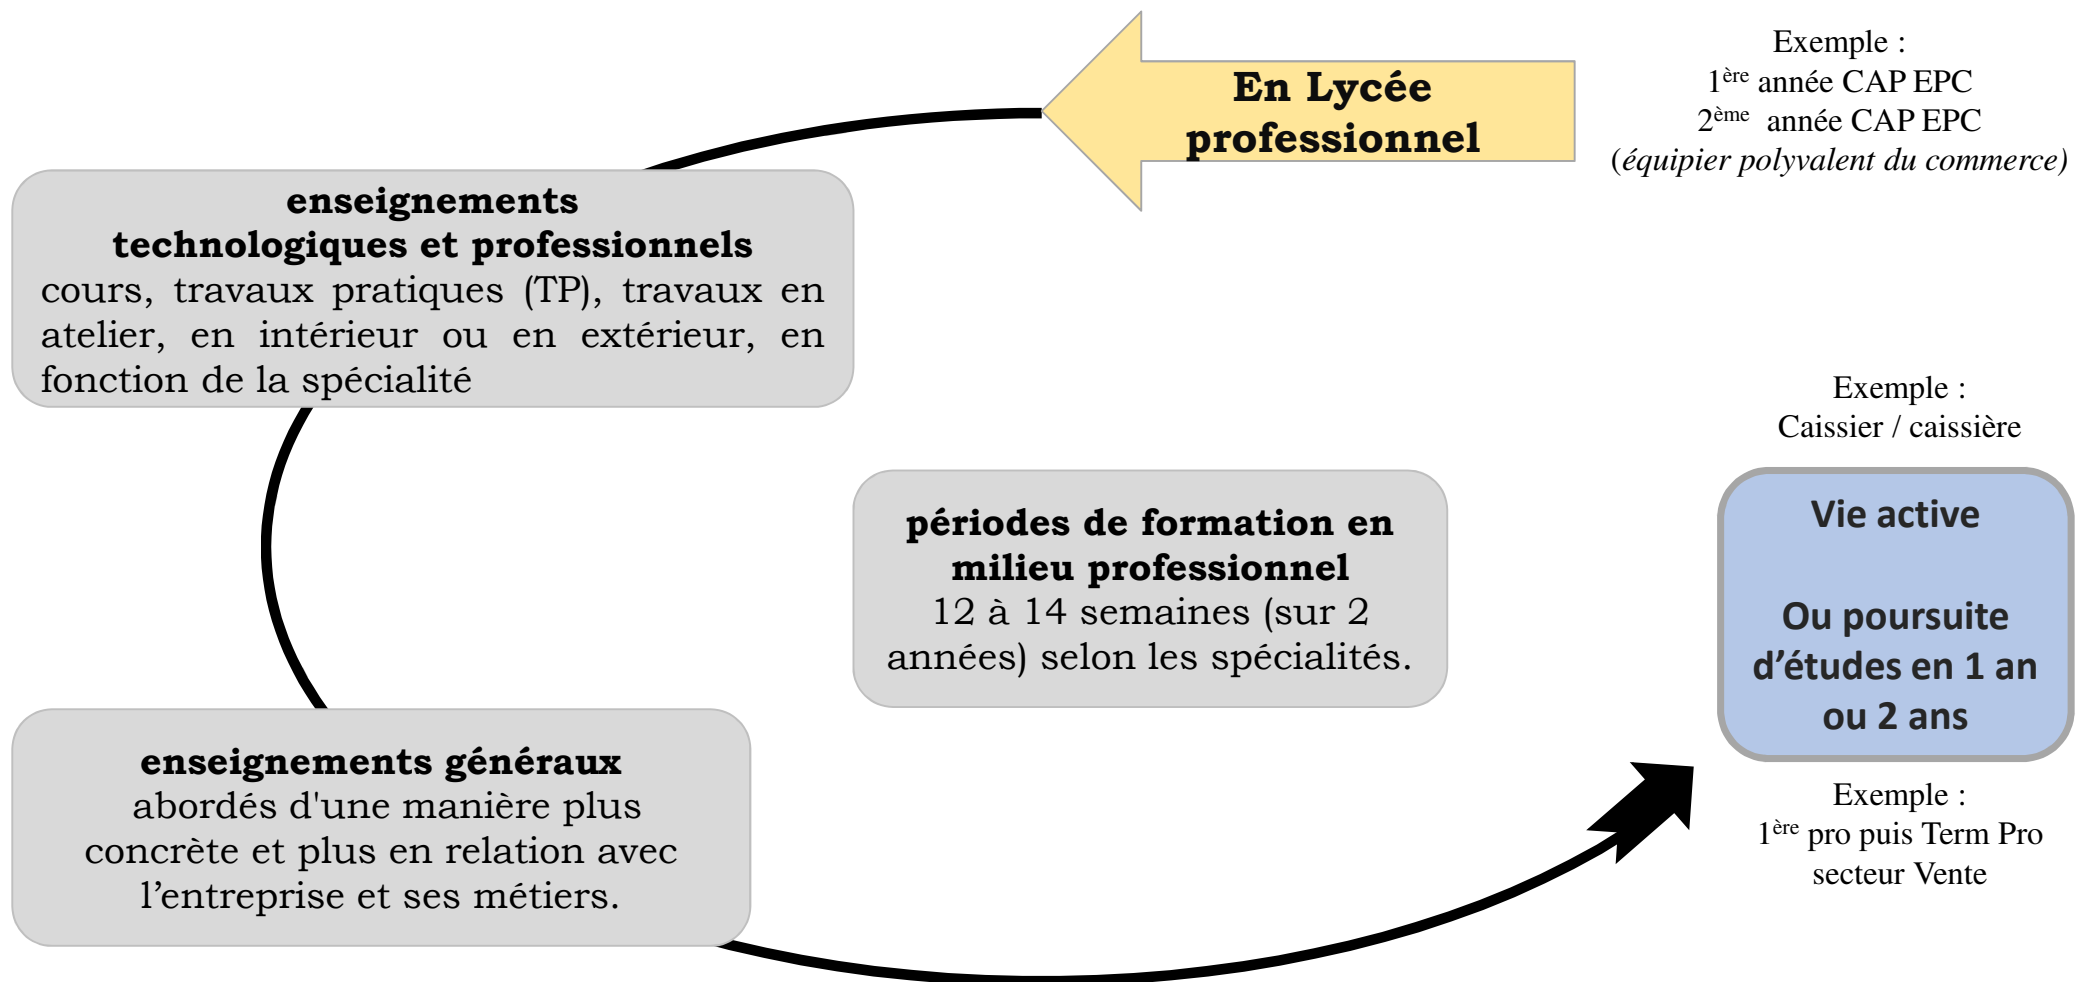 En Lycée
professionnel
Exemple :
1ère année CAP EPC
2ème année CAP EPC
(équipier polyvalent du commerce)
enseignements
technologiques et professionnels
cours, travaux pratiques (TP), travaux en
atelier, en intérieur ou en extérieur, en
fonction de la spécialité
Exemple :
Caissier / caissière
périodes de formation en
milieu professionnel
12 à 14 semaines (sur 2
années) selon les spécialités.
Vie active
Ou poursuite
d’études en 1 an
ou 2 ans
enseignements généraux
abordés d'une manière plus
concrète et plus en relation avec
l’entreprise et ses métiers.
Exemple :
1ère pro puis Term Pro
secteur Vente